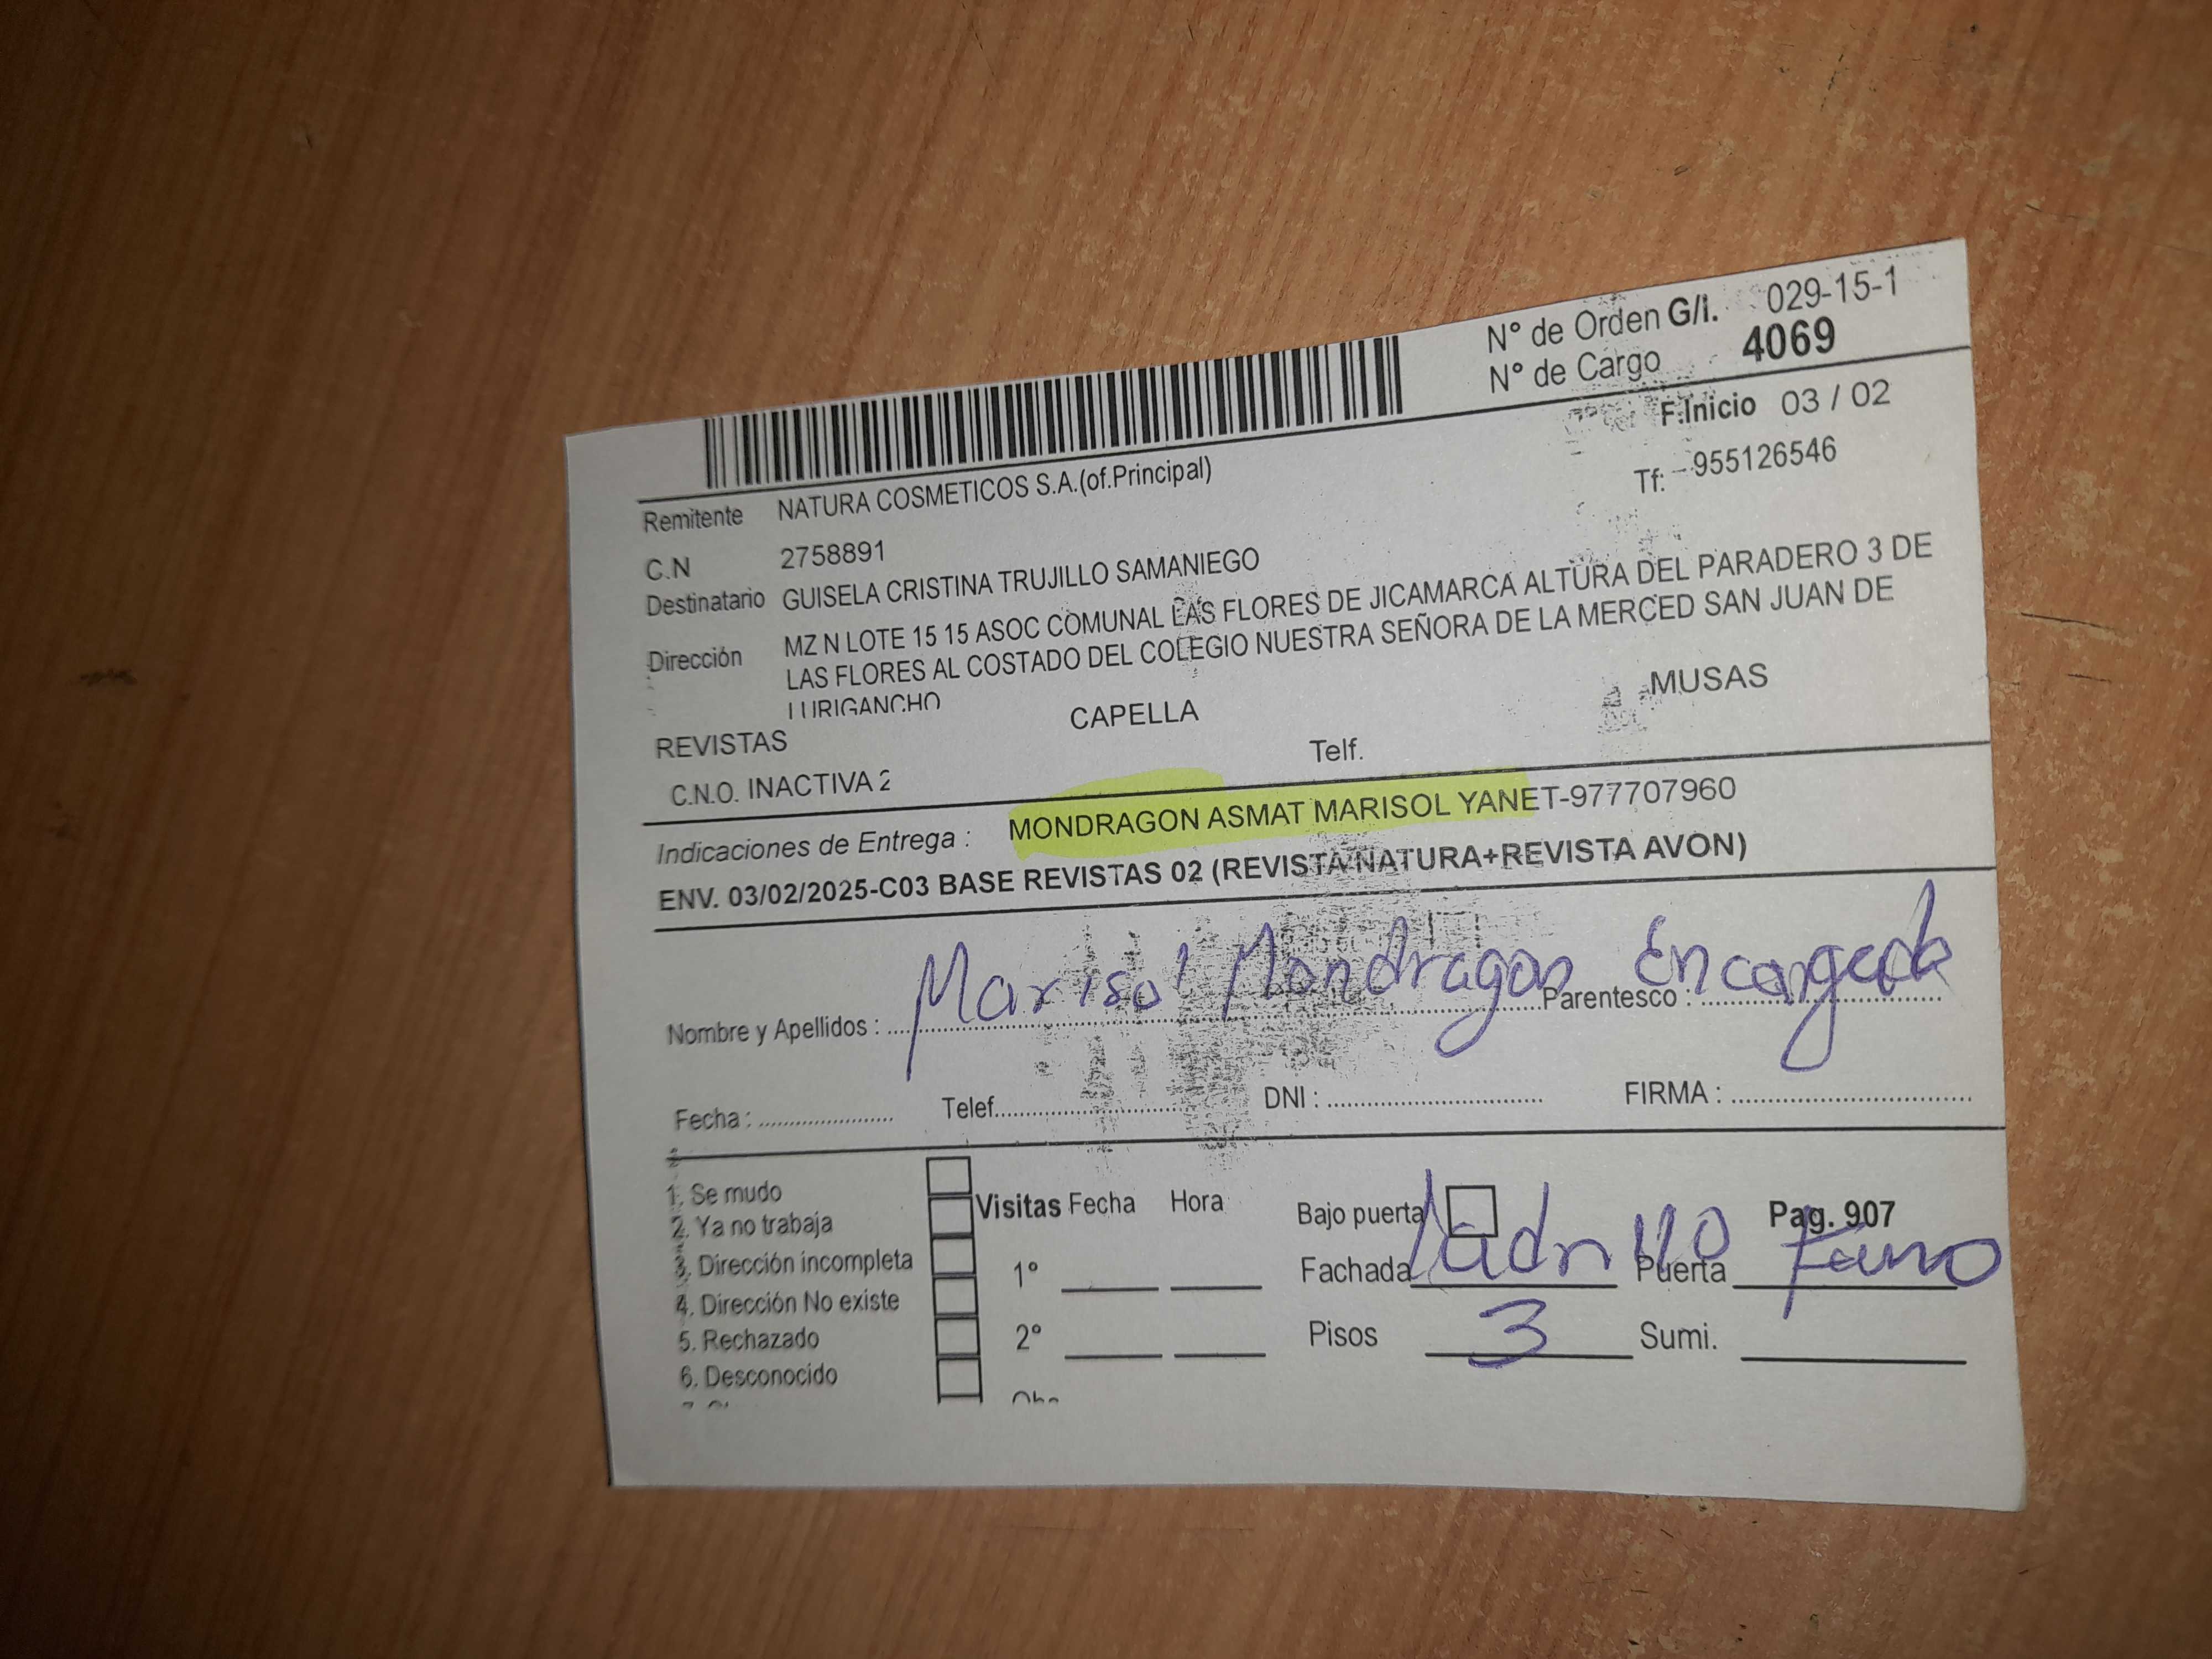 N° de Orden G/I. 029-15-1
N° de Cargo 4069
F.Inicio 03 / 02
Remitente NATURA COSMETICOS S.A.(of.Principal)
Tf: 955126546
C.N 2758891
Destinatario GUISELA CRISTINA TRUJILLO SAMANIEGO
Dirección MZ N LOTE 15 15 ASOC COMUNAL LAS FLORES DE JICAMARCA ALTURA DEL PARADERO 3 DE
LAS FLORES AL COSTADO DEL COLEGIO NUESTRA SEÑORA DE LA MERCED SAN JUAN DE
LURIGANCHO
REVISTAS CAPELLA MUSAS
C.N.O. INACTIVA 2 Telf.
Indicaciones de Entrega : MONDRAGON ASMAT MARISOL YANET-977707960
ENV. 03/02/2025-C03 BASE REVISTAS 02 (REVISTA NATURA+REVISTA AVON)
Nombre y Apellidos : Marisol Mondragon Parentesco : Encargada
Fecha : Telef. DNI : FIRMA :
1. Se mudo
2. Ya no trabaja
3. Dirección incompleta
4. Dirección No existe
5. Rechazado
6. Desconocido
Visitas Fecha Hora
1°
2°
Bajo puerta Pag. 907
Fachada Ladrillo Puerta
Pisos 3 Sumi.